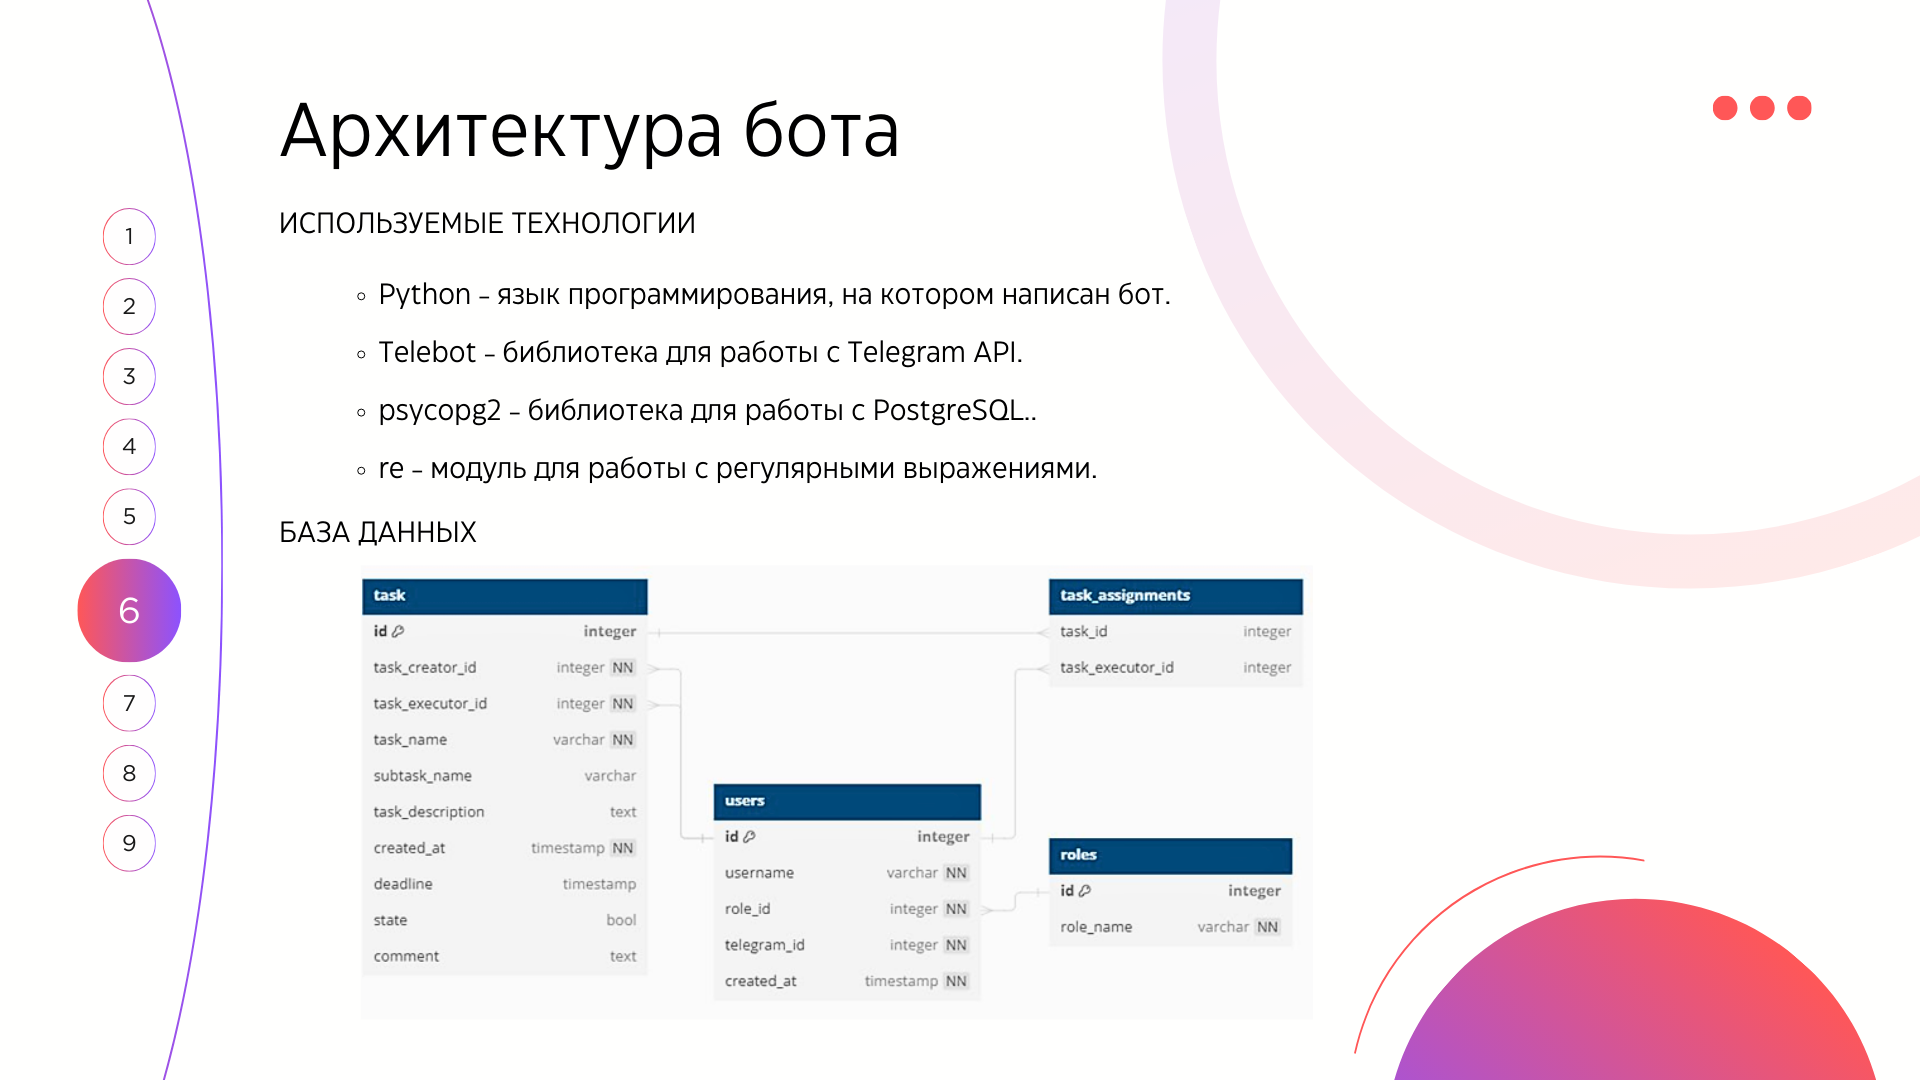 Архитектура бота
ИСПОЛЬЗУЕМЫЕ ТЕХНОЛОГИИ
Python – язык программирования, на котором написан бот.
Telebot – библиотека для работы с Telegram API.
psycopg2 – библиотека для работы с PostgreSQL..
re – модуль для работы с регулярными выражениями.
БАЗА ДАННЫХ
1
2
3
4
5
6
7
8
9
task
id integer
task_creator_id integer NN
task_executor_id integer NN
task_name varchar NN
subtask_name varchar
task_description text
created_at timestamp NN
deadline timestamp
state bool
comment text
users
id integer
username varchar NN
role_id integer NN
telegram_id integer NN
created_at timestamp NN
task_assignments
task_id integer
task_executor_id integer
roles
id integer
role_name varchar NN